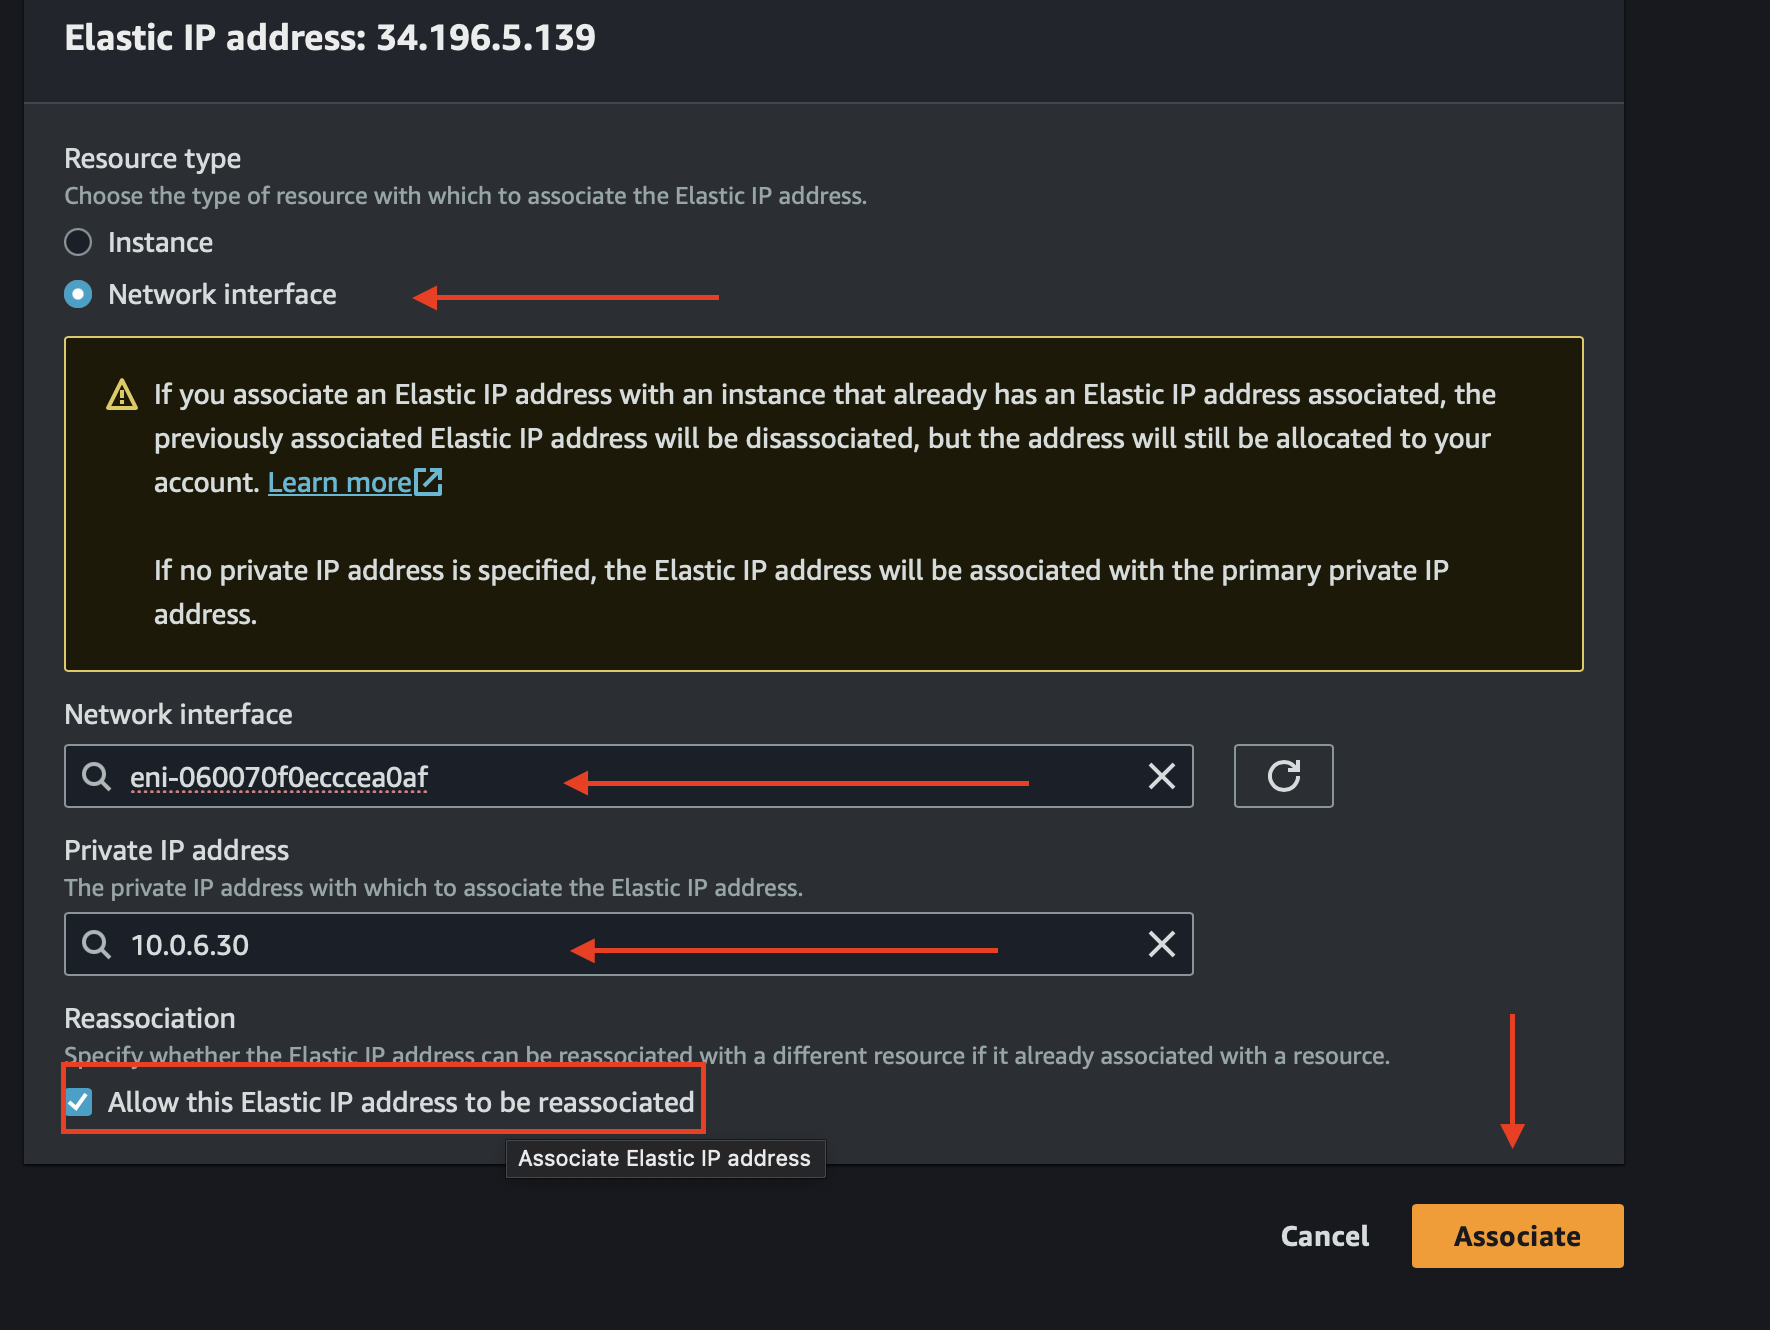 Elastic IP address: 34.196.5.139
Resource type
Choose the type of resource with which to associate the Elastic IP address.
Instance
Network interface
If you associate an Elastic IP address with an instance that already has an Elastic IP address associated, the
previously associated Elastic IP address will be disassociated, but the address will still be allocated to your
account. Learn more
If no private IP address is specified, the Elastic IP address will be associated with the primary private IP
address.
Network interface
eni-060070f0ecccea0af
Private IP address
The private IP address with which to associate the Elastic IP address.
10.0.6.30
Reassociation
Specify whether the Elastic IP address can be reassociated with a different resource if it already associated with a resource.
Allow this Elastic IP address to be reassociated
Associate Elastic IP address
Cancel
Associate